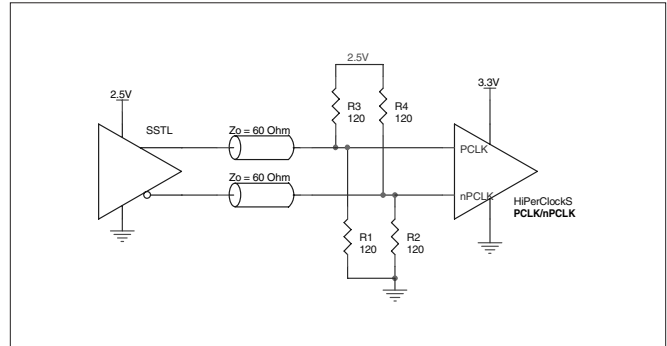 2.5V
3.3V
2.5V
R3
120
R4
120
SSTL
Zo = 60 Ohm
PCLK
Zo = 60 Ohm
nPCLK
HiPerClockS
PCLK/nPCLK
R1
120
R2
120